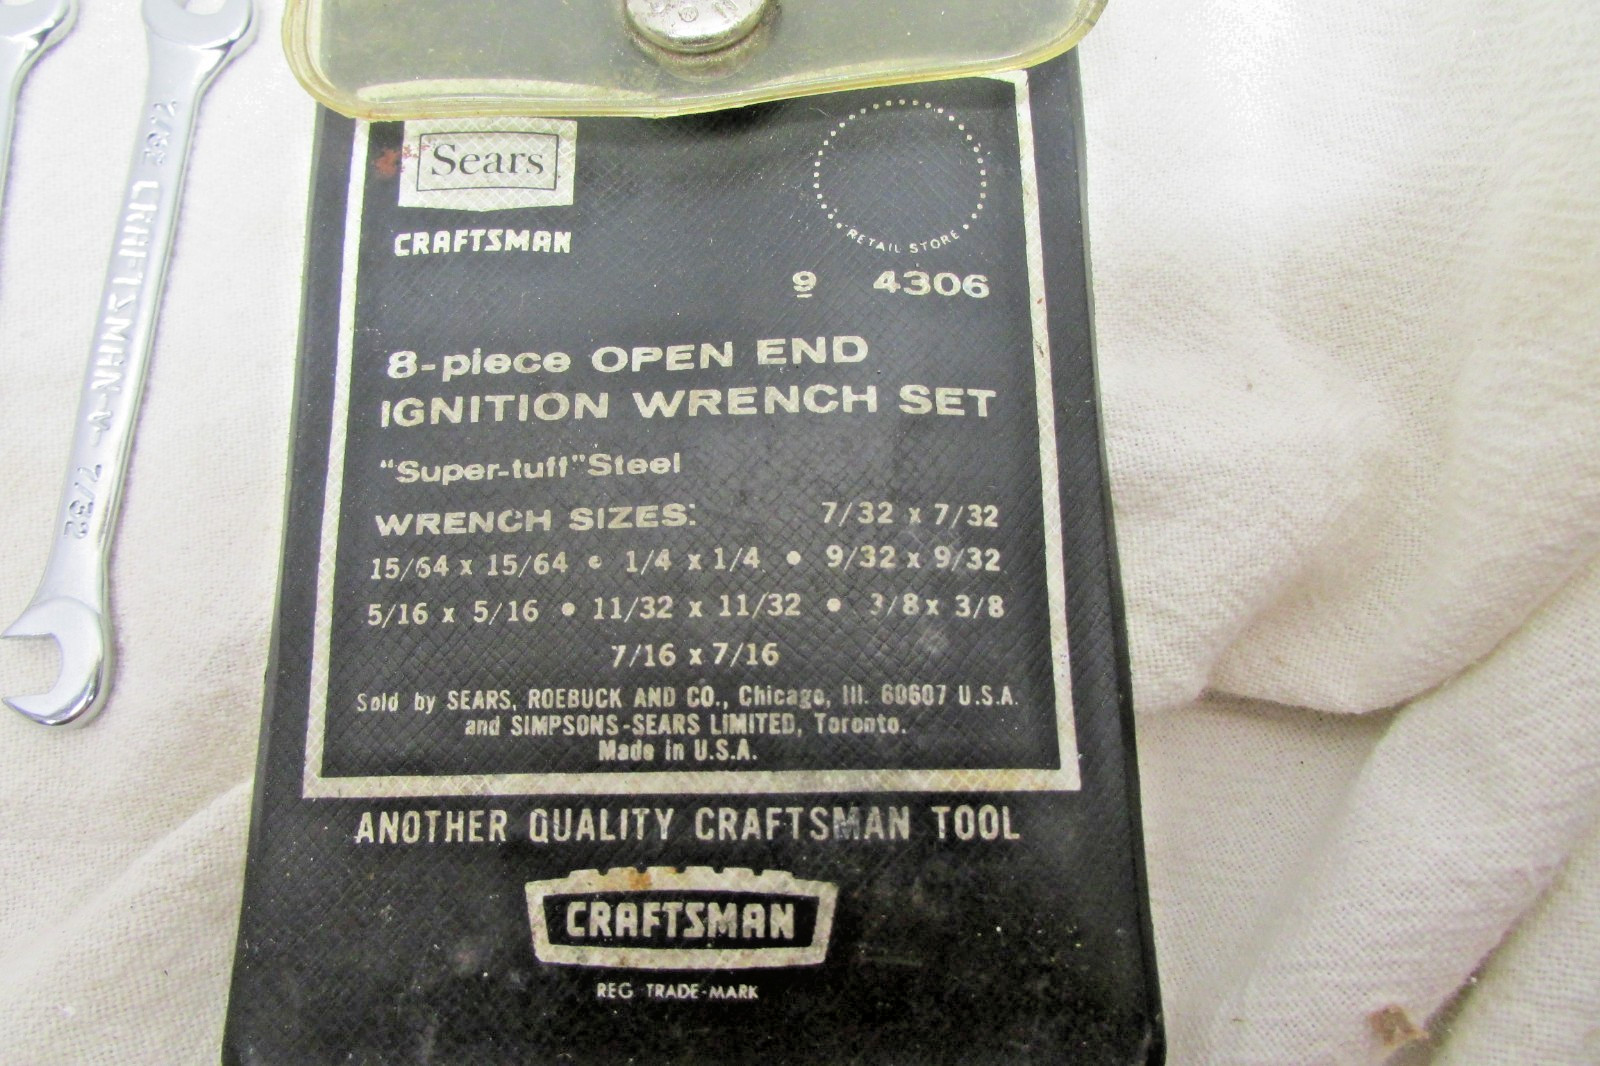 7/32
CRAFTSMAN -V-
7/32
Sears
CRAFTSMAN
RETAIL STORE
9 4306
8-piece OPEN END
IGNITION WRENCH SET
"Super-tuff" Steel
WRENCH SIZES: 7/32 x 7/32
15/64 x 15/64 • 1/4 x 1/4 • 9/32 x 9/32
5/16 x 5/16 • 11/32 x 11/32 • 3/8 x 3/8
7/16 x 7/16
Sold by SEARS, ROEBUCK AND CO., Chicago, Ill. 60607 U.S.A.
and SIMPSONS-SEARS LIMITED, Toronto.
Made in U.S.A.
ANOTHER QUALITY CRAFTSMAN TOOL
CRAFTSMAN
REG TRADE-MARK